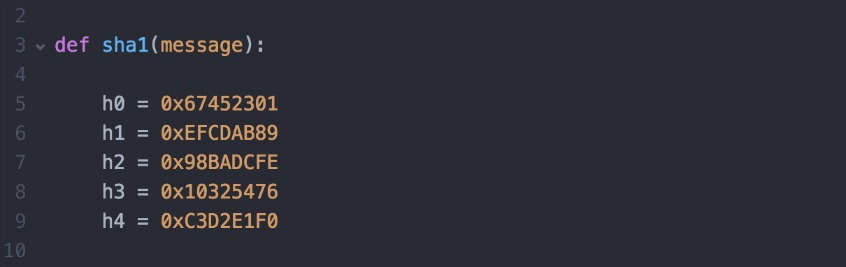 2
3 def sha1(message):
4
5 h0 = 0x67452301
6 h1 = 0xEFCDAB89
7 h2 = 0x98BADCFE
8 h3 = 0x10325476
9 h4 = 0xC3D2E1F0
10